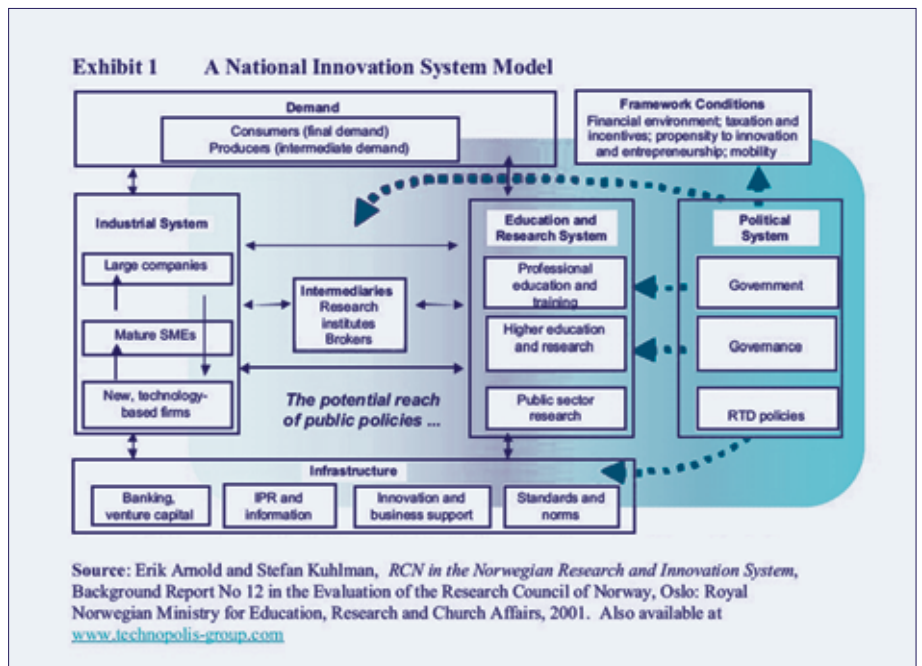 Exhibit 1 A National Innovation System Model
Demand
Consumers (final demand)
Producers (intermediate demand)
Framework Conditions
Financial environment; taxation and
incentives; propensity to innovation
and entrepreneurship; mobility
Industrial System
Large companies
Mature SMEs
New, technology-
based firms
Intermediaries
Research
institutes
Brokers
The potential reach
of public policies ...
Education and
Research System
Professional
education and
training
Higher education
and research
Public sector
research
Political
System
Government
Governance
RTD policies
Infrastructure
Banking,
venture capital
IPR and
information
Innovation and
business support
Standards and
norms
Source: Erik Arnold and Stefan Kuhlman, RCN in the Norwegian Research and Innovation System,
Background Report No 12 in the Evaluation of the Research Council of Norway, Oslo: Royal
Norwegian Ministry for Education, Research and Church Affairs, 2001. Also available at
www.technopolis-group.com